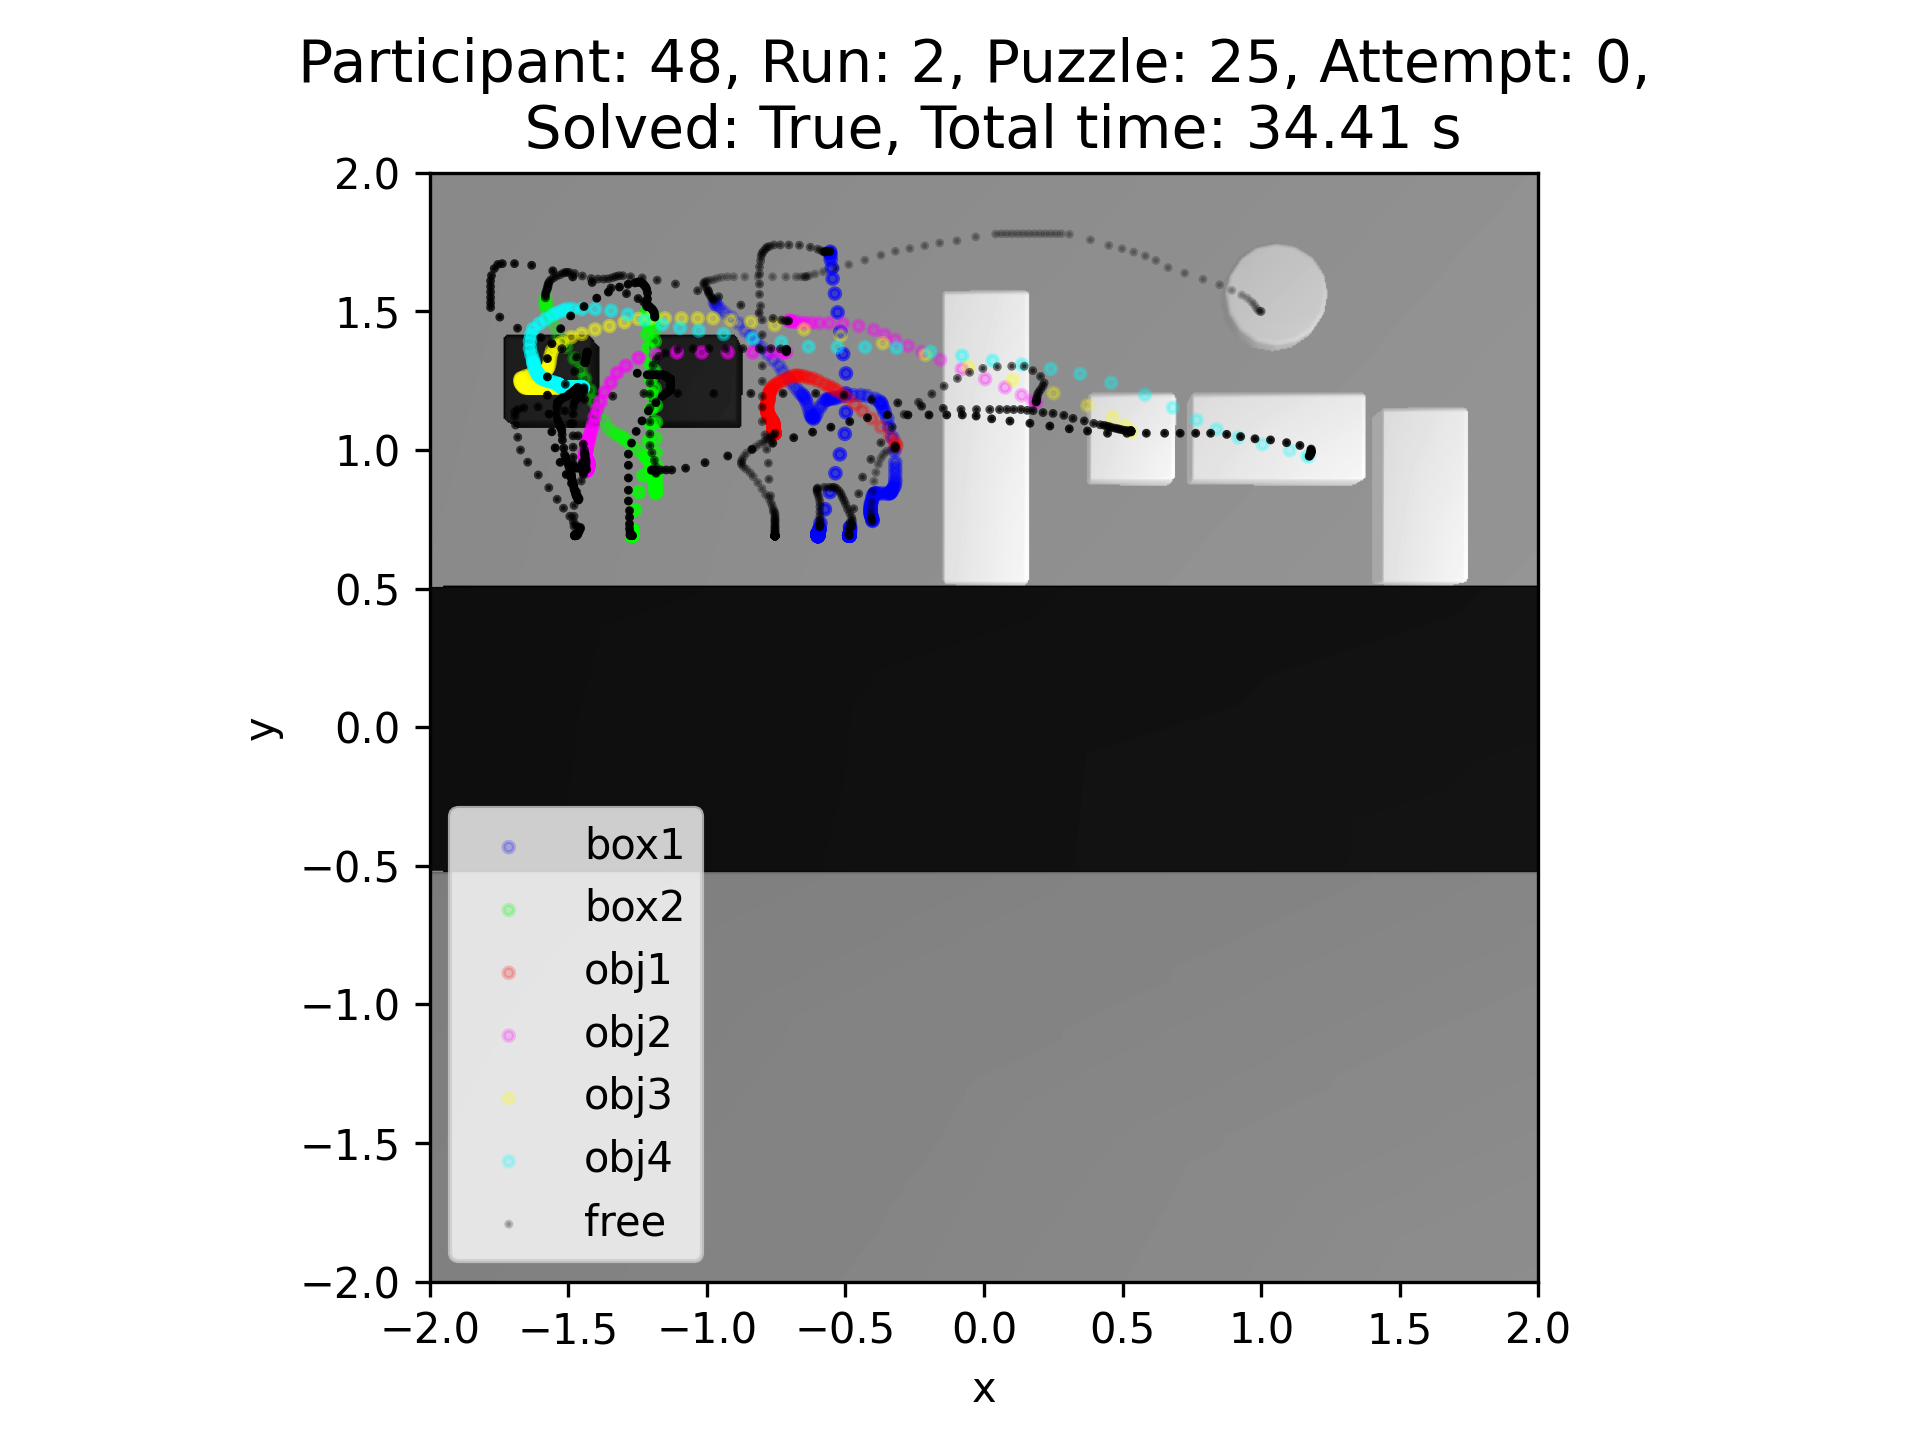 Participant: 48, Run: 2, Puzzle: 25, Attempt: 0,
Solved: True, Total time: 34.41 s
2.0
1.5
1.0
0.5
0.0
−0.5
−1.0
−1.5
−2.0
y
box1
box2
obj1
obj2
obj3
obj4
free
−2.0 −1.5 −1.0 −0.5 0.0 0.5 1.0 1.5 2.0
x